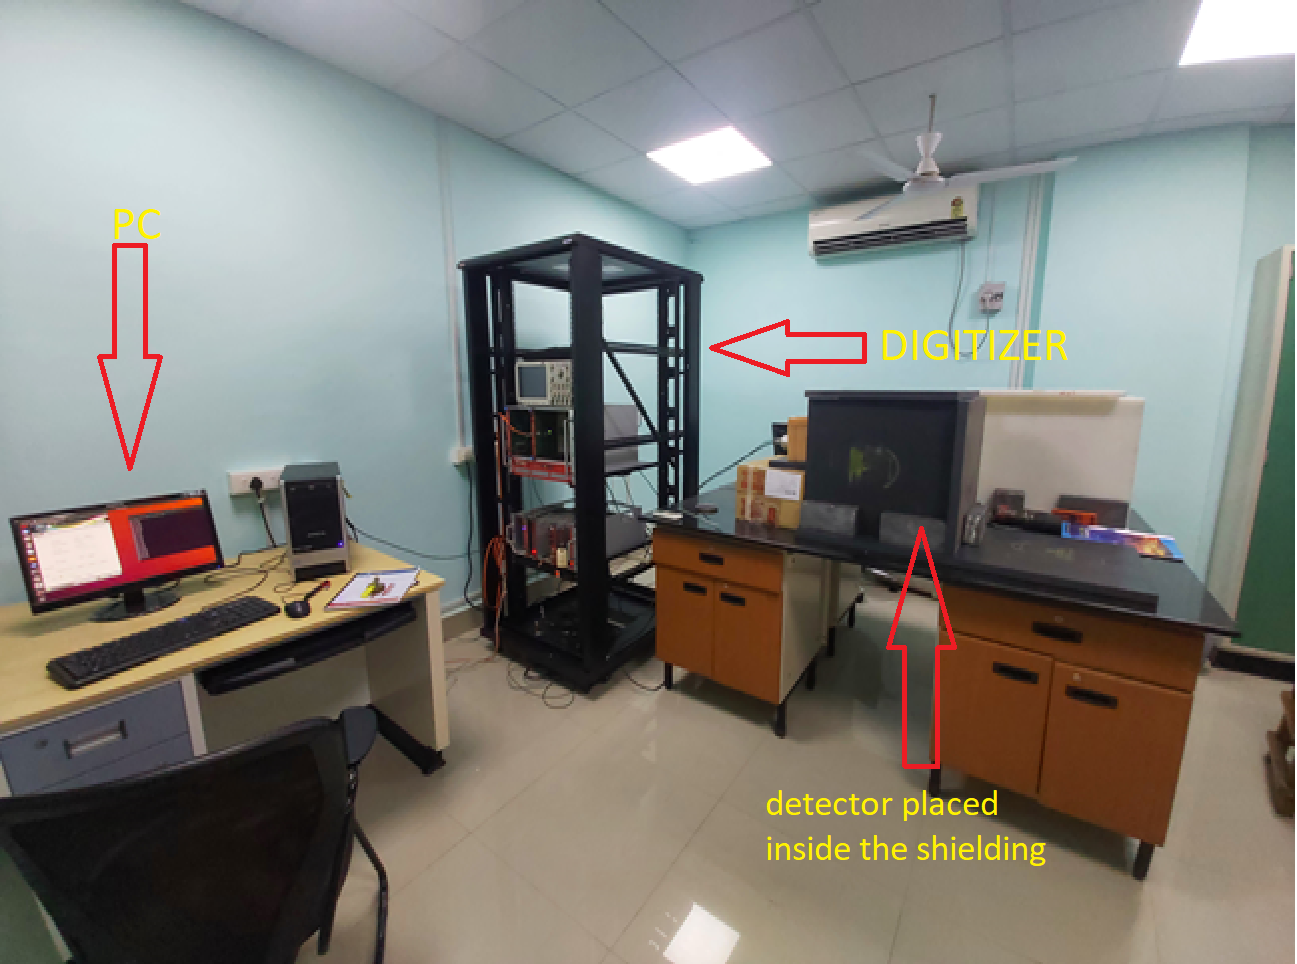 PC
DIGITIZER
detector placed
inside the shielding